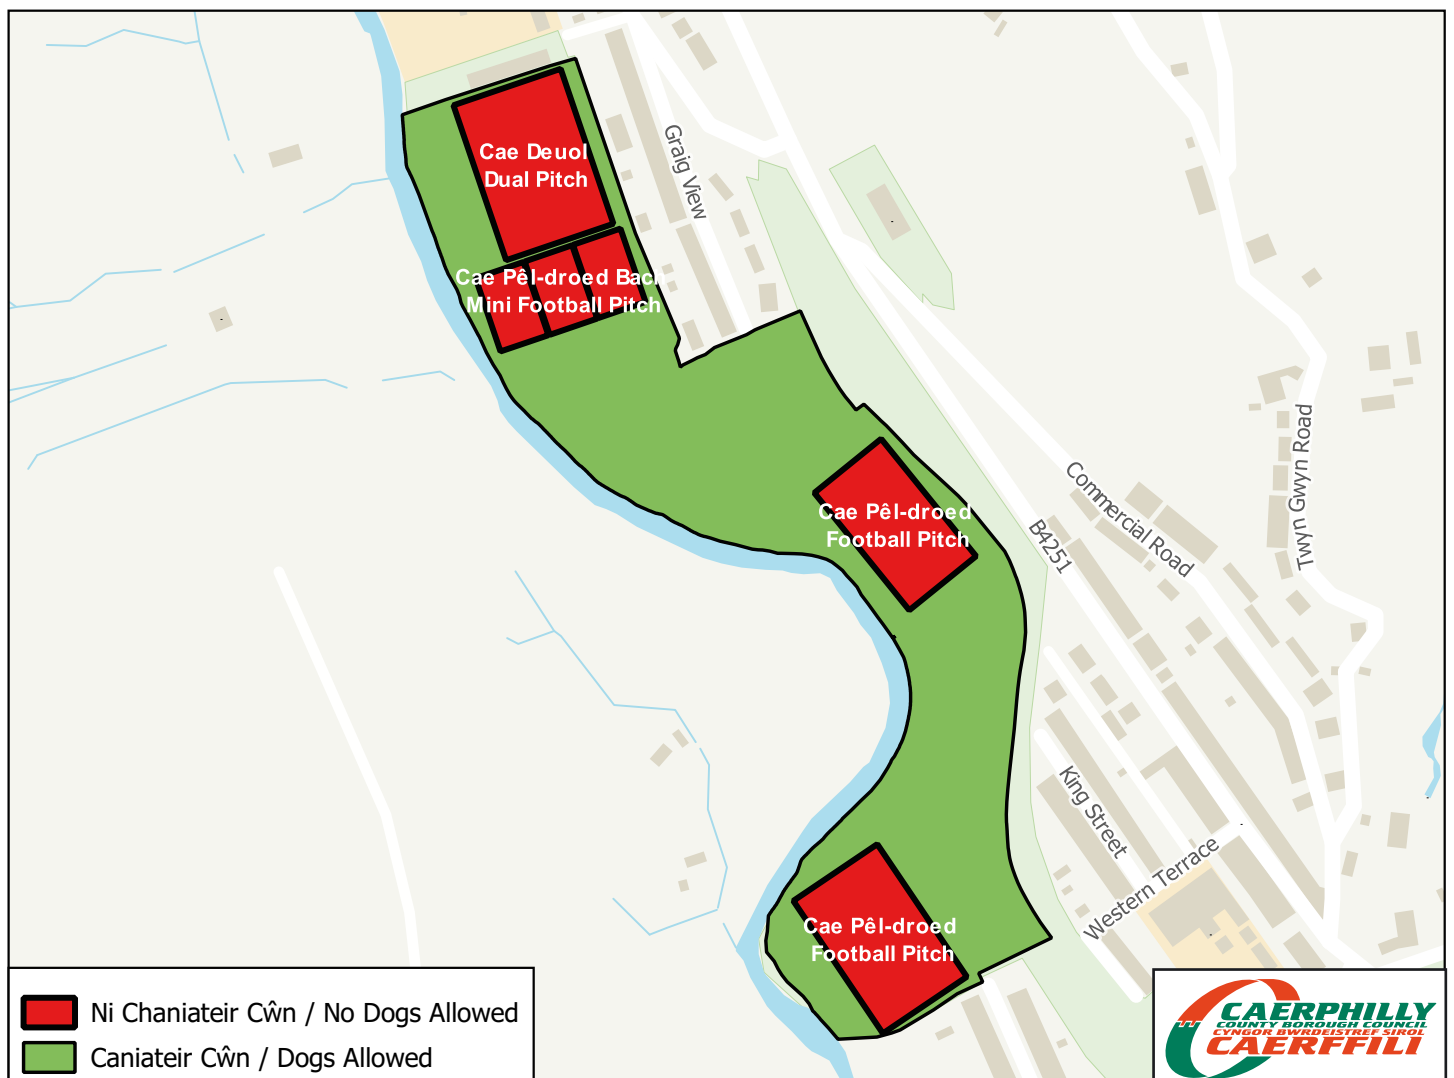 Cae Deuol
Dual Pitch
Graig View
Cae Pêl-droed Bach
Mini Football Pitch
Cae Pêl-droed
Football Pitch
Commercial Road
Twyn Gwyn Road
B4251
King Street
Western Terrace
Cae Pêl-droed
Football Pitch
Ni Chaniateir Cŵn / No Dogs Allowed
Caniateir Cŵn / Dogs Allowed
CAERPHILLY
COUNTY BOROUGH COUNCIL
CYNGOR BWRDEISTREF SIROL
CAERFFILI